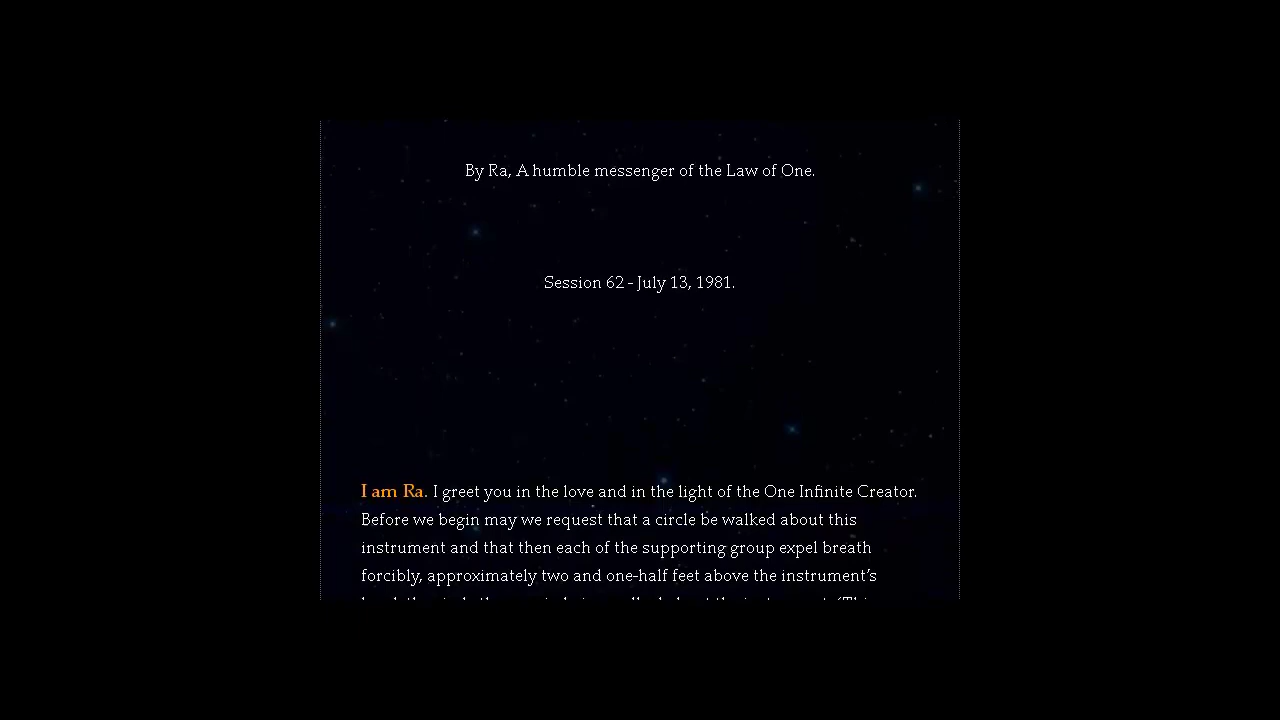 By Ra, A humble messenger of the Law of One.
Session 62 - July 13, 1981.
I am Ra. I greet you in the love and in the light of the One Infinite Creator.
Before we begin may we request that a circle be walked about this
instrument and that then each of the supporting group expel breath
forcibly, approximately two and one-half feet above the instrument's